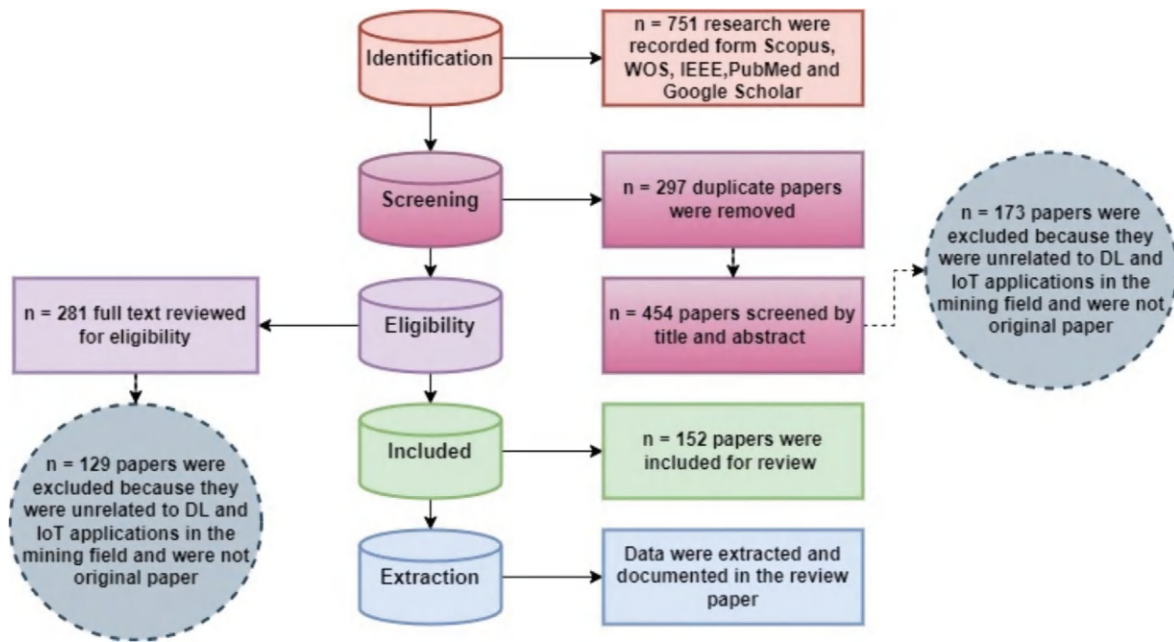 Identification
n = 751 research were
recorded form Scopus,
WOS, IEEE,PubMed and
Google Scholar
Screening
n = 297 duplicate papers
were removed
n = 173 papers were
excluded because they
were unrelated to DL and
IoT applications in the
mining field and were not
original paper
n = 454 papers screened by
title and abstract
Eligibility
n = 281 full text reviewed
for eligibility
n = 129 papers were
excluded because they
were unrelated to DL and
IoT applications in the
mining field and were not
original paper
Included
n = 152 papers were
included for review
Extraction
Data were extracted and
documented in the review
paper